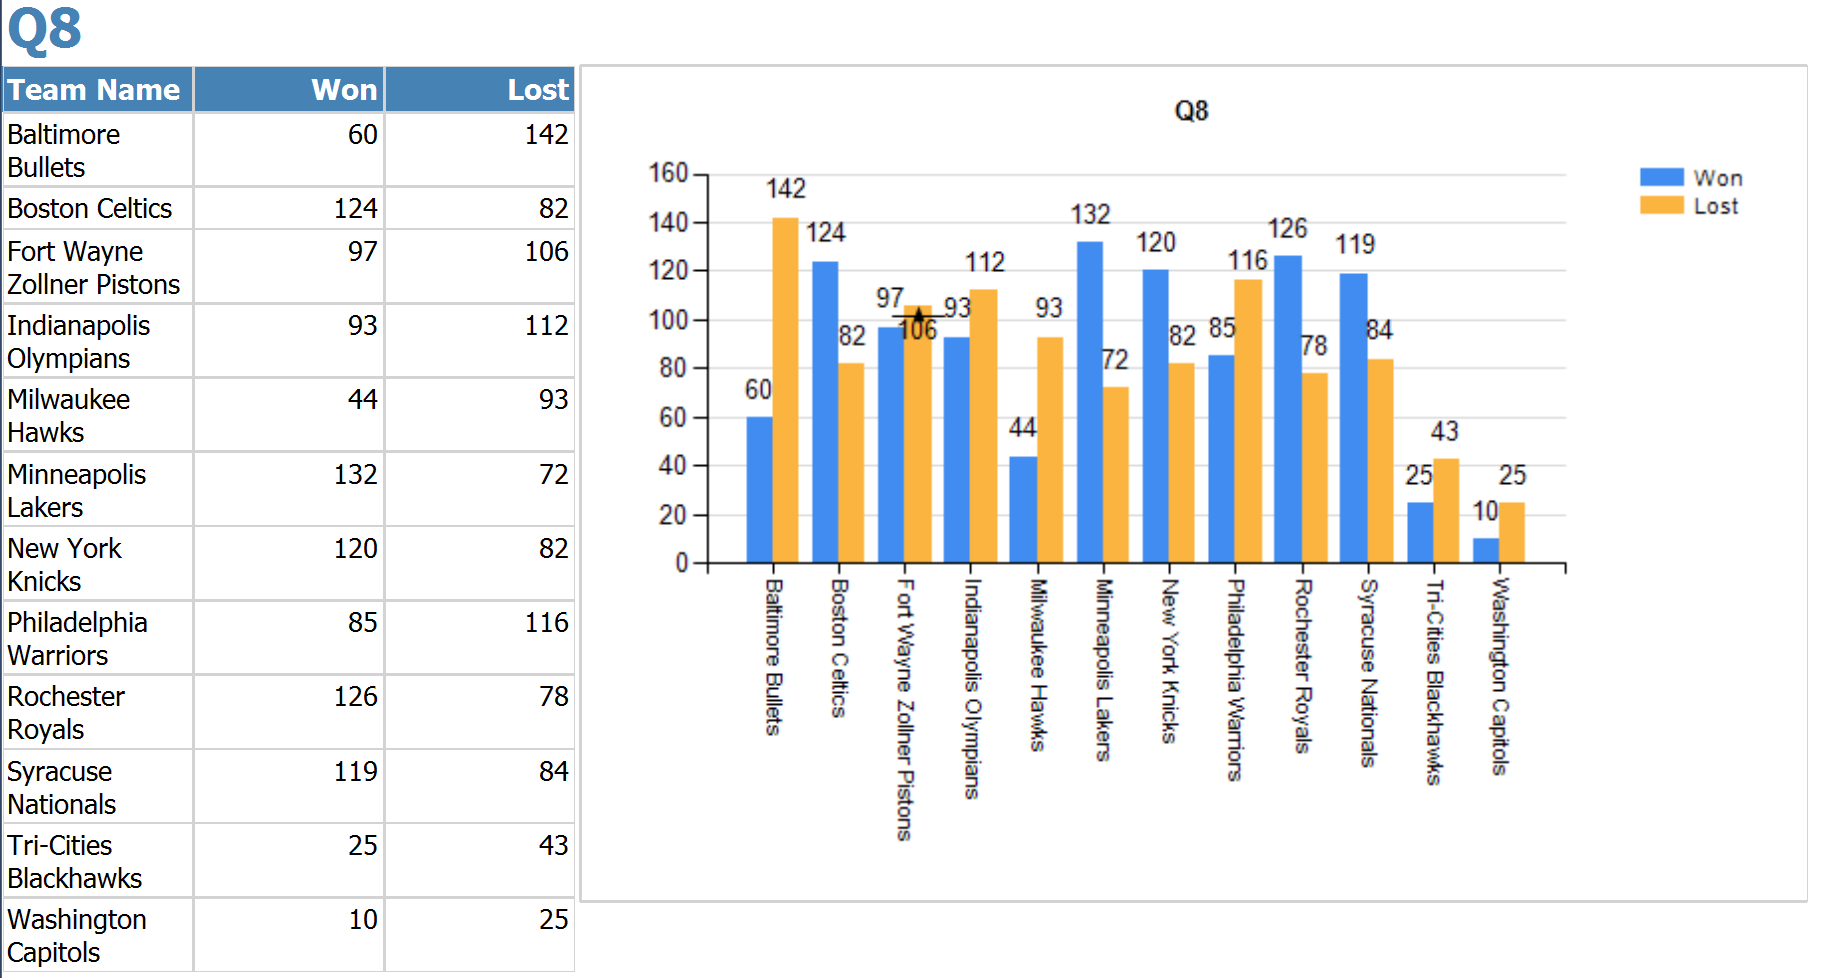 Q8
Team Name Won Lost
Baltimore 60 142
Bullets
Boston Celtics 124 82
Fort Wayne 97 106
Zollner Pistons
Indianapolis 93 112
Olympians
Milwaukee 44 93
Hawks
Minneapolis 132 72
Lakers
New York 120 82
Knicks
Philadelphia 85 116
Warriors
Rochester 126 78
Royals
Syracuse 119 84
Nationals
Tri-Cities 25 43
Blackhawks
Washington 10 25
Capitols
Q8
160
140
120
100
80
60
40
20
0
60
142
124
82
97
106
93
112
44
93
132
72
120
82
85
116
126
78
119
84
25
43
10
25
Baltimore Bullets
Boston Celtics
Fort Wayne Zollner Pistons
Indianapolis Olympians
Milwaukee Hawks
Minneapolis Lakers
New York Knicks
Philadelphia Warriors
Rochester Royals
Syracuse Nationals
Tri-Cities Blackhawks
Washington Capitols
Won
Lost